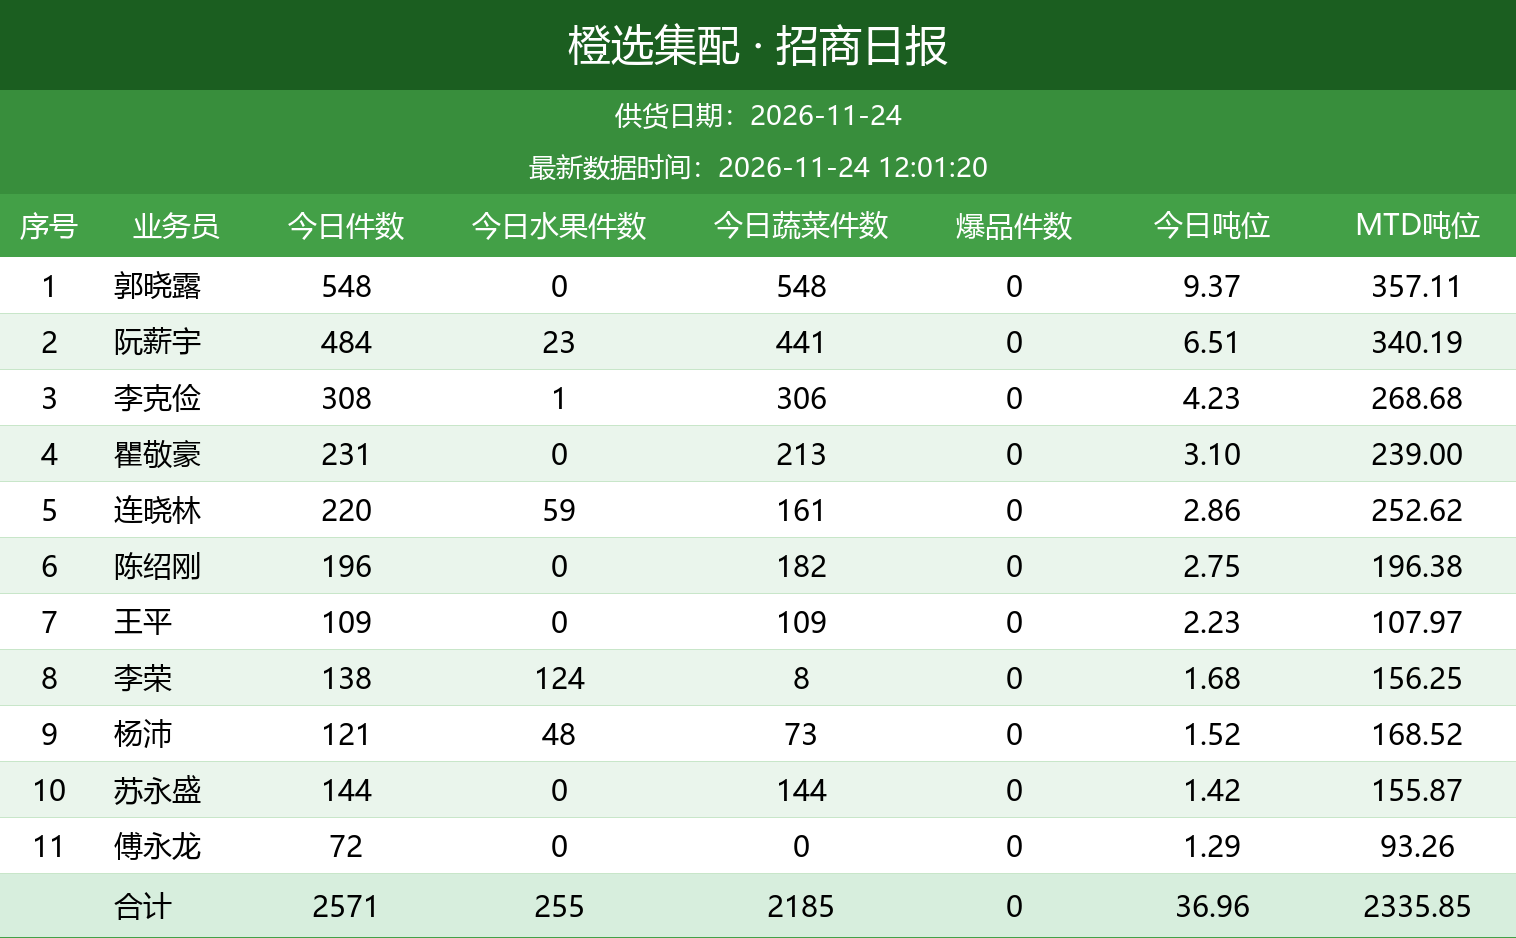 橙选集配 · 招商日报
供货日期：2026-11-24
最新数据时间：2026-11-24 12:01:20
序号 业务员 今日件数 今日水果件数 今日蔬菜件数 爆品件数 今日吨位 MTD吨位
1 郭晓露 548 0 548 0 9.37 357.11
2 阮薪宇 484 23 441 0 6.51 340.19
3 李克俭 308 1 306 0 4.23 268.68
4 瞿敬豪 231 0 213 0 3.10 239.00
5 连晓林 220 59 161 0 2.86 252.62
6 陈绍刚 196 0 182 0 2.75 196.38
7 王平 109 0 109 0 2.23 107.97
8 李荣 138 124 8 0 1.68 156.25
9 杨沛 121 48 73 0 1.52 168.52
10 苏永盛 144 0 144 0 1.42 155.87
11 傅永龙 72 0 0 0 1.29 93.26
合计 2571 255 2185 0 36.96 2335.85